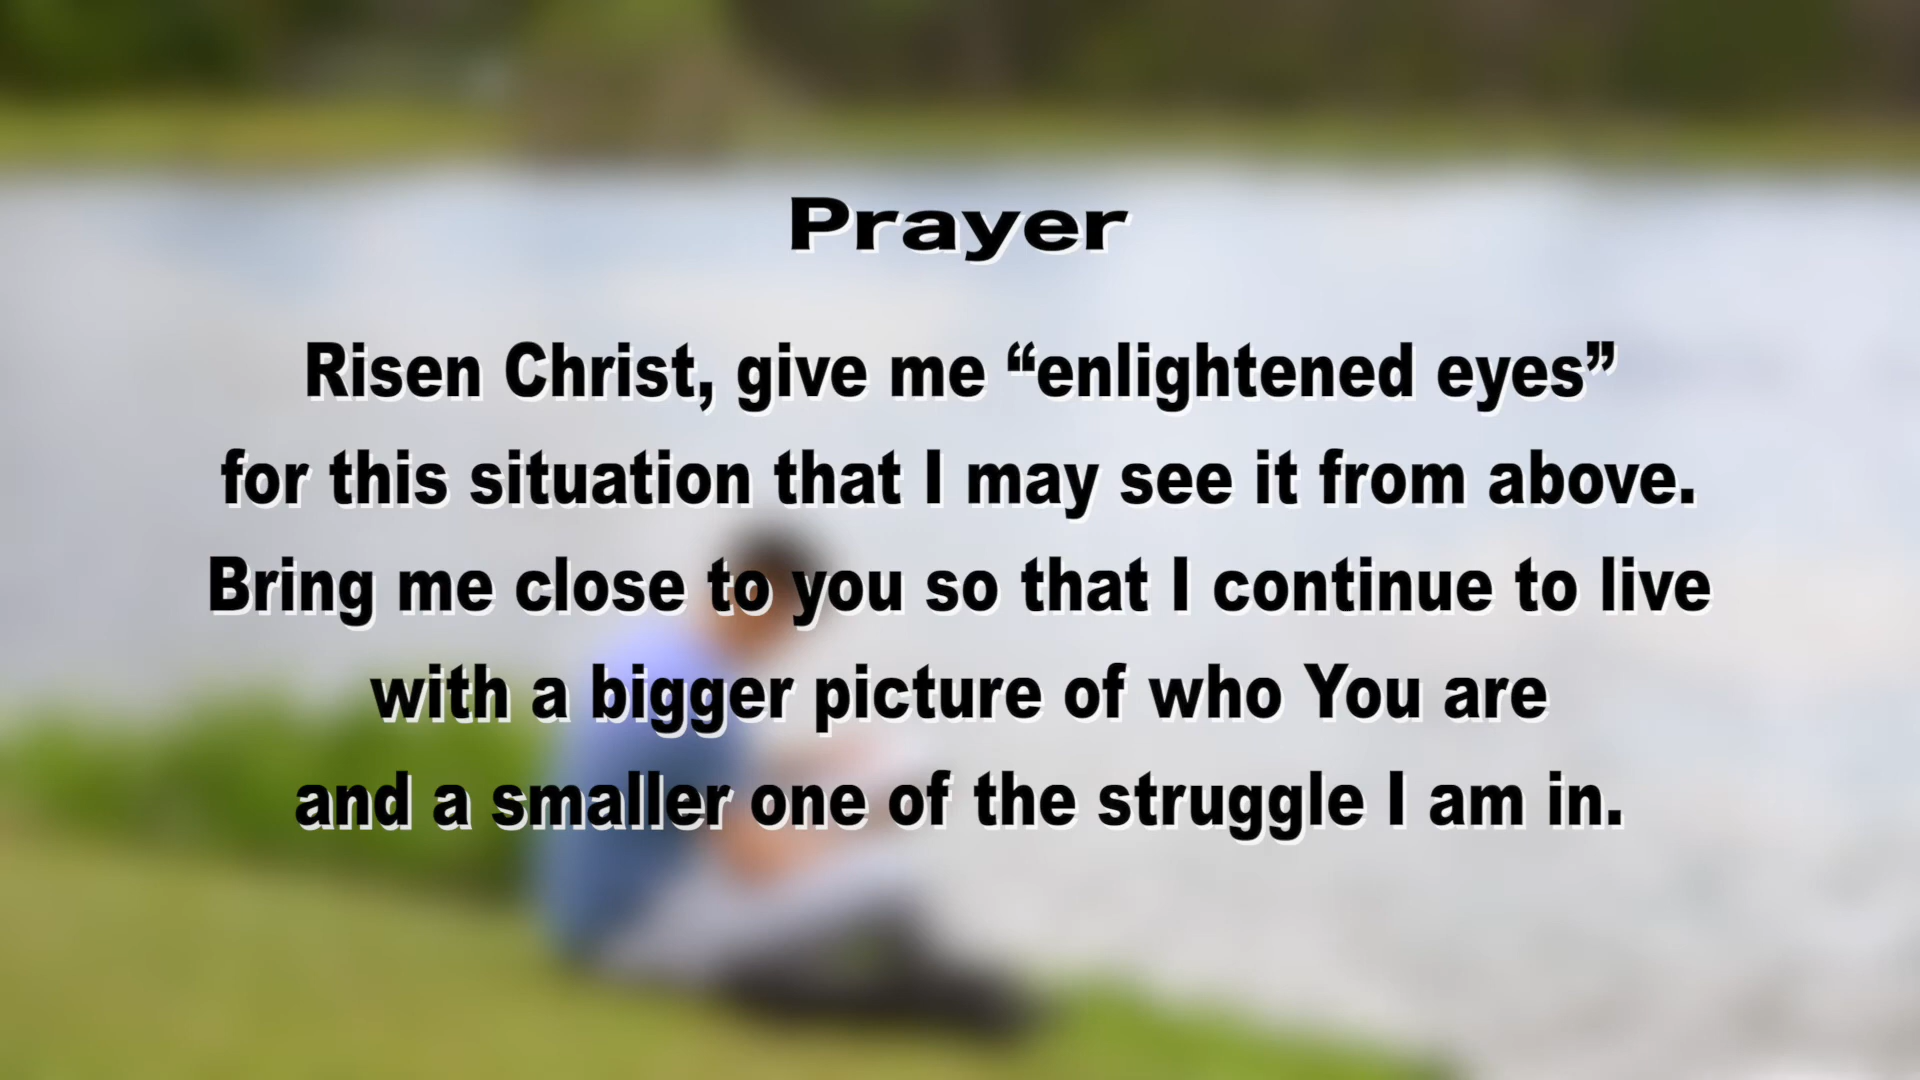 Prayer
Risen Christ, give me “enlightened eyes”
for this situation that I may see it from above.
Bring me close to you so that I continue to live
with a bigger picture of who You are
and a smaller one of the struggle I am in.